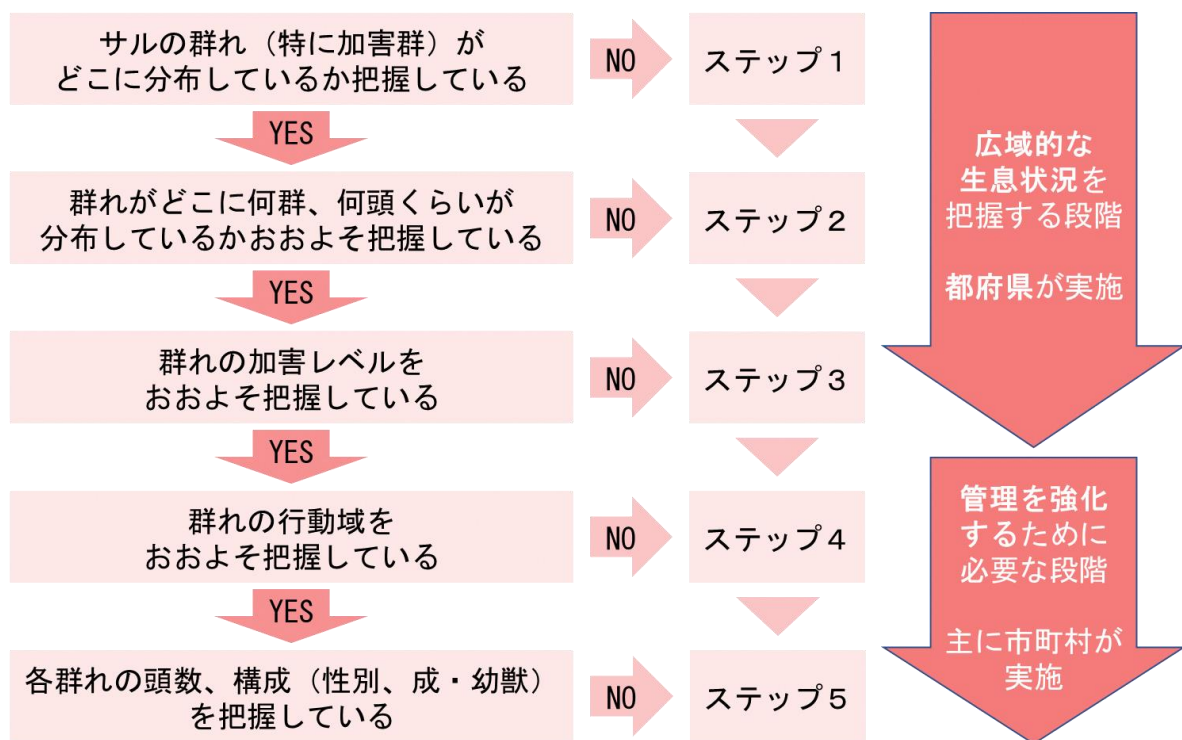 サルの群れ（特に加害群）が
どこに分布しているか把握している
NO
ステップ１
YES
群れがどこに何群、何頭くらいが
分布しているかおおよそ把握している
NO
ステップ２
YES
群れの加害レベルを
おおよそ把握している
NO
ステップ３
YES
群れの行動域を
おおよそ把握している
NO
ステップ４
YES
各群れの頭数、構成（性別、成・幼獣）
を把握している
NO
ステップ５
広域的な
生息状況を
把握する段階
都府県が実施
管理を強化
するために
必要な段階
主に市町村が
実施